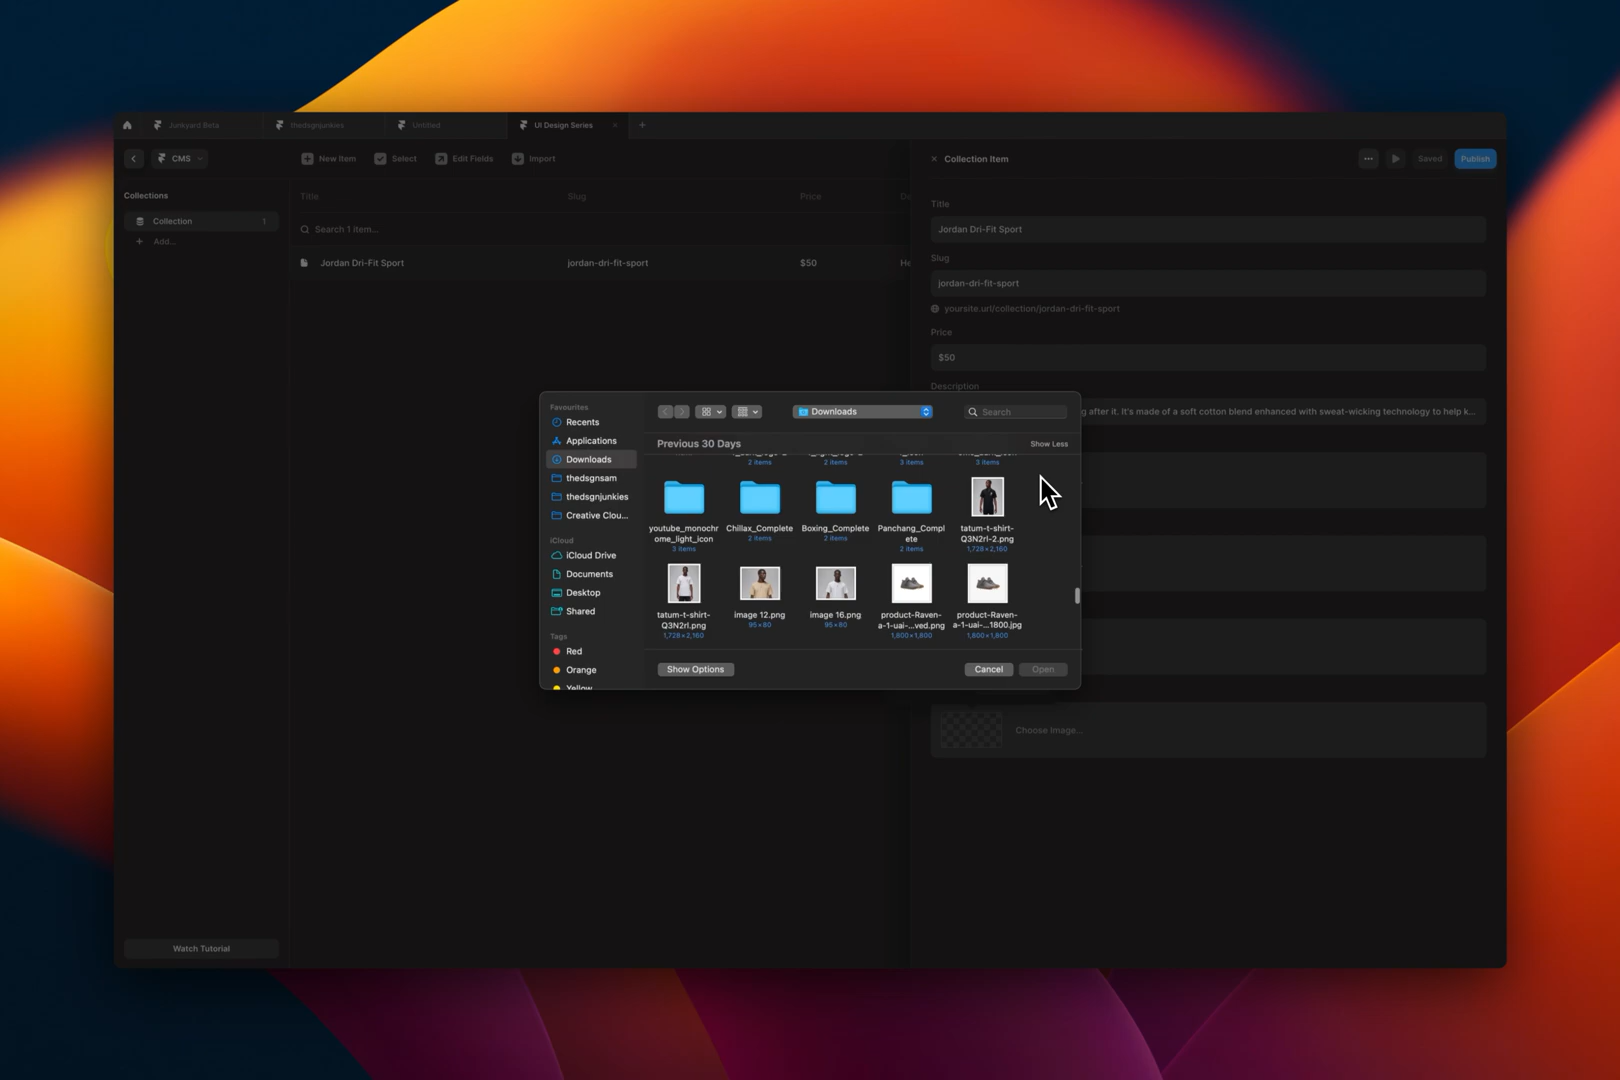 Junkyard Beta
thedsgnjunkies
Untitled
UI Design Series
CMS
New Item
Select
Edit Fields
Import
Collection Item
Saved
Publish
Collections
Collection
1
Add...
Title
Slug
Price
Search 1 item...
Jordan Dri-Fit Sport
jordan-dri-fit-sport
$50
He
Title
Jordan Dri-Fit Sport
Slug
jordan-dri-fit-sport
yoursite.url/collection/jordan-dri-fit-sport
Price
$50
Description
g after it. It's made of a soft cotton blend enhanced with sweat-wicking technology to help k...
Choose Image...
Favourites
Recents
Applications
Downloads
thedsgnsam
thedsgnjunkies
Creative Clou...
iCloud
iCloud Drive
Documents
Desktop
Shared
Tags
Red
Orange
Yellow
Downloads
Search
Previous 30 Days
Show Less
2 items
2 items
3 items
3 items
youtube_monochr
ome_light_icon
3 items
Chillax_Complete
2 items
Boxing_Complete
2 items
Panchang_Compl
ete
2 items
tatum-t-shirt-
Q3N2rl-2.png
1,728×2,160
tatum-t-shirt-
Q3N2rl.png
1,728×2,160
image 12.png
95×80
image 16.png
95×80
product-Raven-
a-1-uai-...ved.png
1,800×1,800
product-Raven-
a-1-uai-...1800.jpg
1,800×1,800
Show Options
Cancel
Open
Watch Tutorial